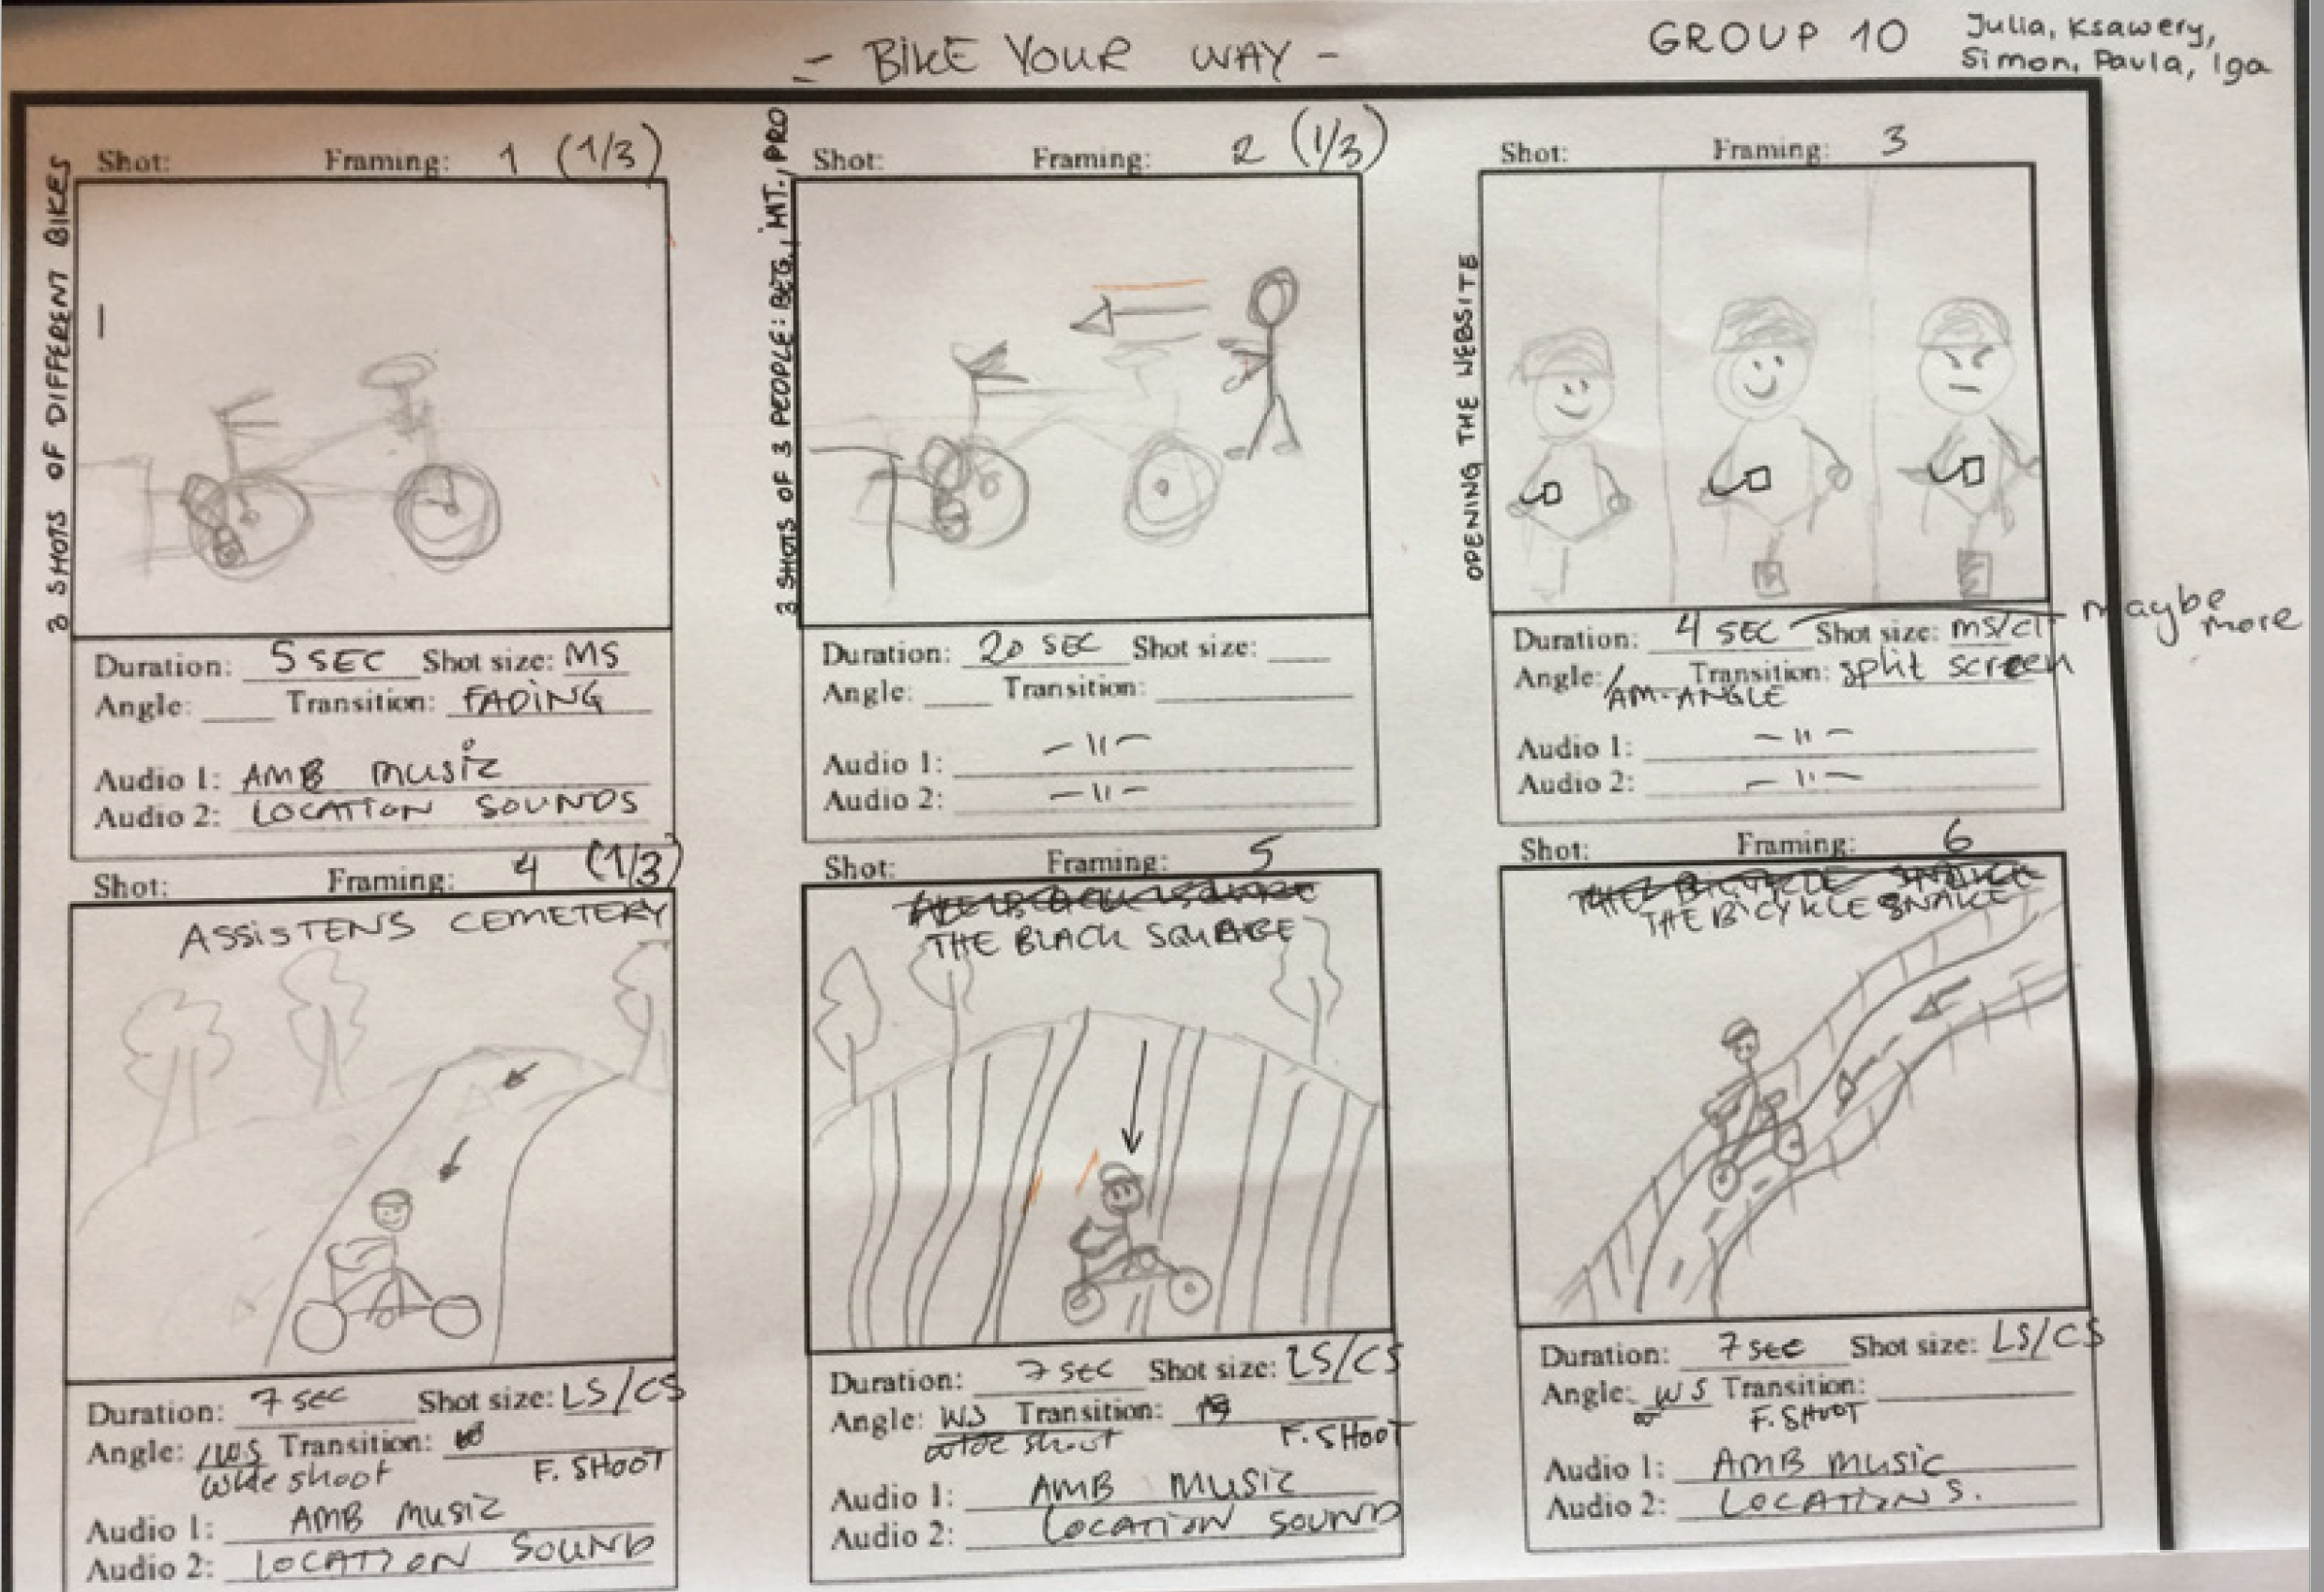 - BIKE YOUR WAY -
GROUP 10
Julia, Ksawery,
Simon, Paula, Iga
3 SHOTS OF DIFFERENT BIKES
Shot: Framing: 1 (1/3)
Duration: 5 SEC Shot size: MS
Angle: Transition: FADING
Audio 1: AMB MUSIC
Audio 2: LOCATION SOUNDS
3 SHOTS OF 3 PEOPLE: BEG., INT., PRO
Shot: Framing: 2 (1/3)
Duration: 20 SEC Shot size:
Angle: Transition:
Audio 1: -11-
Audio 2: -11-
OPENING THE WEBSITE
Shot: Framing: 3
Duration: 4 SEC Shot size: MS/
maybe
more
Angle: Transition: split screen
AM-ANGLE
Audio 1: -11-
Audio 2: -11-
Shot: Framing: 4 (1/3)
ASSISTENS CEMETERY
Duration: 7 SEC Shot size: LS/CS
Angle: WS Transition:
wide shoot F. SHOOT
Audio 1: AMB MUSIC
Audio 2: LOCATION SOUND
Shot: Framing: 5
THE BLACK SQUARE
THE BLACK SQUARE
Duration: 7 SEC Shot size: LS/CS
Angle: WS Transition:
wide shoot F. SHOOT
Audio 1: AMB MUSIC
Audio 2: LOCATION SOUND
Shot: Framing: 6
THE BICYCLE SNAKE
THE BICYKLE SNAKE
Duration: 7 SEC Shot size: LS/CS
Angle: WS Transition:
F. SHOOT
Audio 1: AMB MUSIC
Audio 2: LOCATION S.